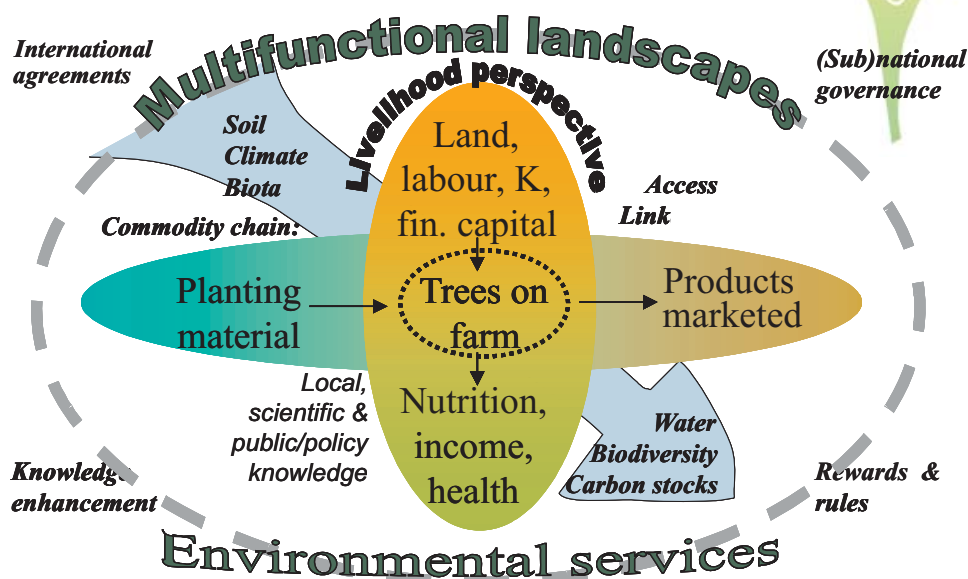 Multifunctional landscapes
International
agreements
(Sub)national
governance
Livelihood perspective
Soil
Climate
Biota
Land,
labour, K,
fin. capital
Access
Link
Commodity chain:
Planting
material
Trees on
farm
Products
marketed
Local,
scientific &
public/policy
knowledge
Nutrition,
income,
health
Water
Biodiversity
Carbon stocks
Knowledge
enhancement
Rewards &
rules
Environmental services